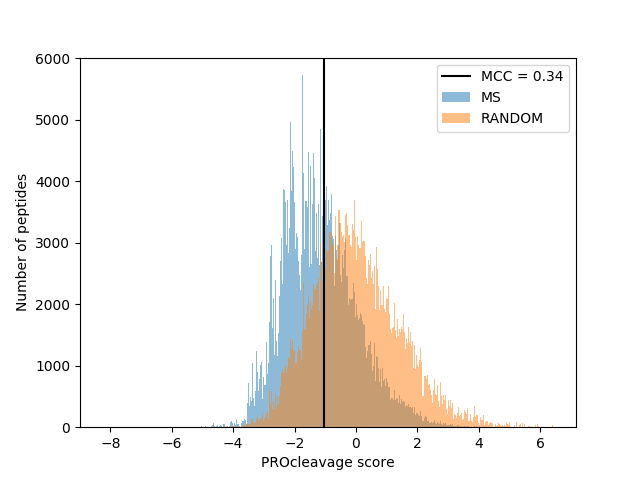 6000
5000
4000
3000
2000
1000
0
Number of peptides
MCC = 0.34
MS
RANDOM
−8 −6 −4 −2 0 2 4 6
PROcleavage score